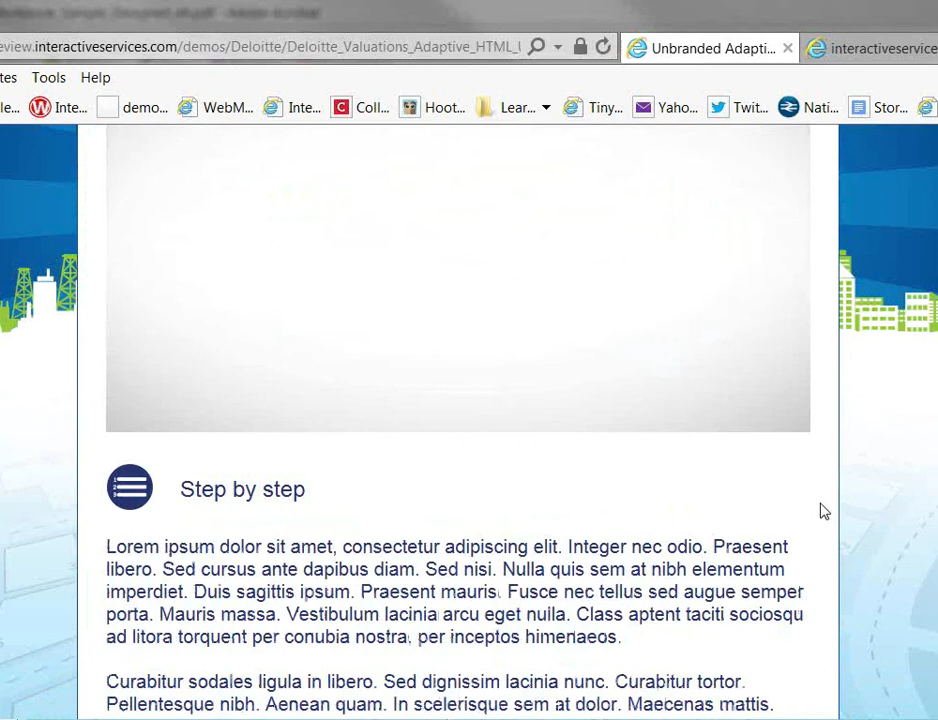 eview.interactiveservices.com/demos/Deloitte/Deloitte_Valuations_Adaptive_HTML_U
Unbranded Adapti...
interactiveservice
tes Tools Help
le... Inte... demo... WebM... Inte... Coll... Hoot... Lear... Tiny... Yaho... Twit... Nati... Stor...
Step by step
Lorem ipsum dolor sit amet, consectetur adipiscing elit. Integer nec odio. Praesent
libero. Sed cursus ante dapibus diam. Sed nisi. Nulla quis sem at nibh elementum
imperdiet. Duis sagittis ipsum. Praesent mauris. Fusce nec tellus sed augue semper
porta. Mauris massa. Vestibulum lacinia arcu eget nulla. Class aptent taciti sociosqu
ad litora torquent per conubia nostra, per inceptos himenaeos.
Curabitur sodales ligula in libero. Sed dignissim lacinia nunc. Curabitur tortor.
Pellentesque nibh. Aenean quam. In scelerisque sem at dolor. Maecenas mattis.